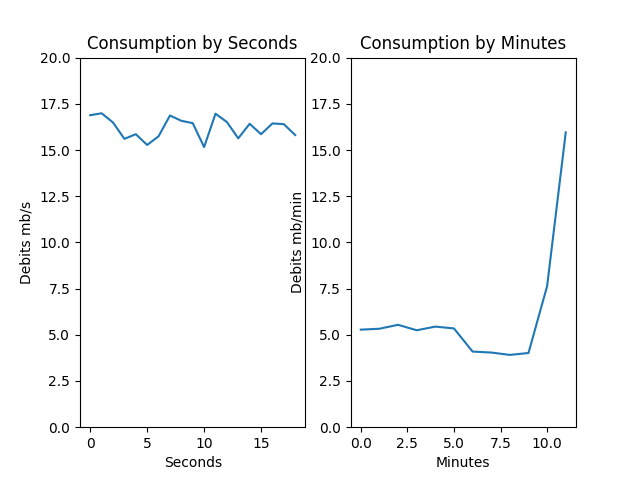 Consumption by Seconds
20.0
17.5
15.0
12.5
10.0
7.5
5.0
2.5
0.0
Debits mb/s
0 5 10 15
Seconds
Consumption by Minutes
20.0
17.5
15.0
12.5
10.0
7.5
5.0
2.5
0.0
Debits mb/min
0.0 2.5 5.0 7.5 10.0
Minutes